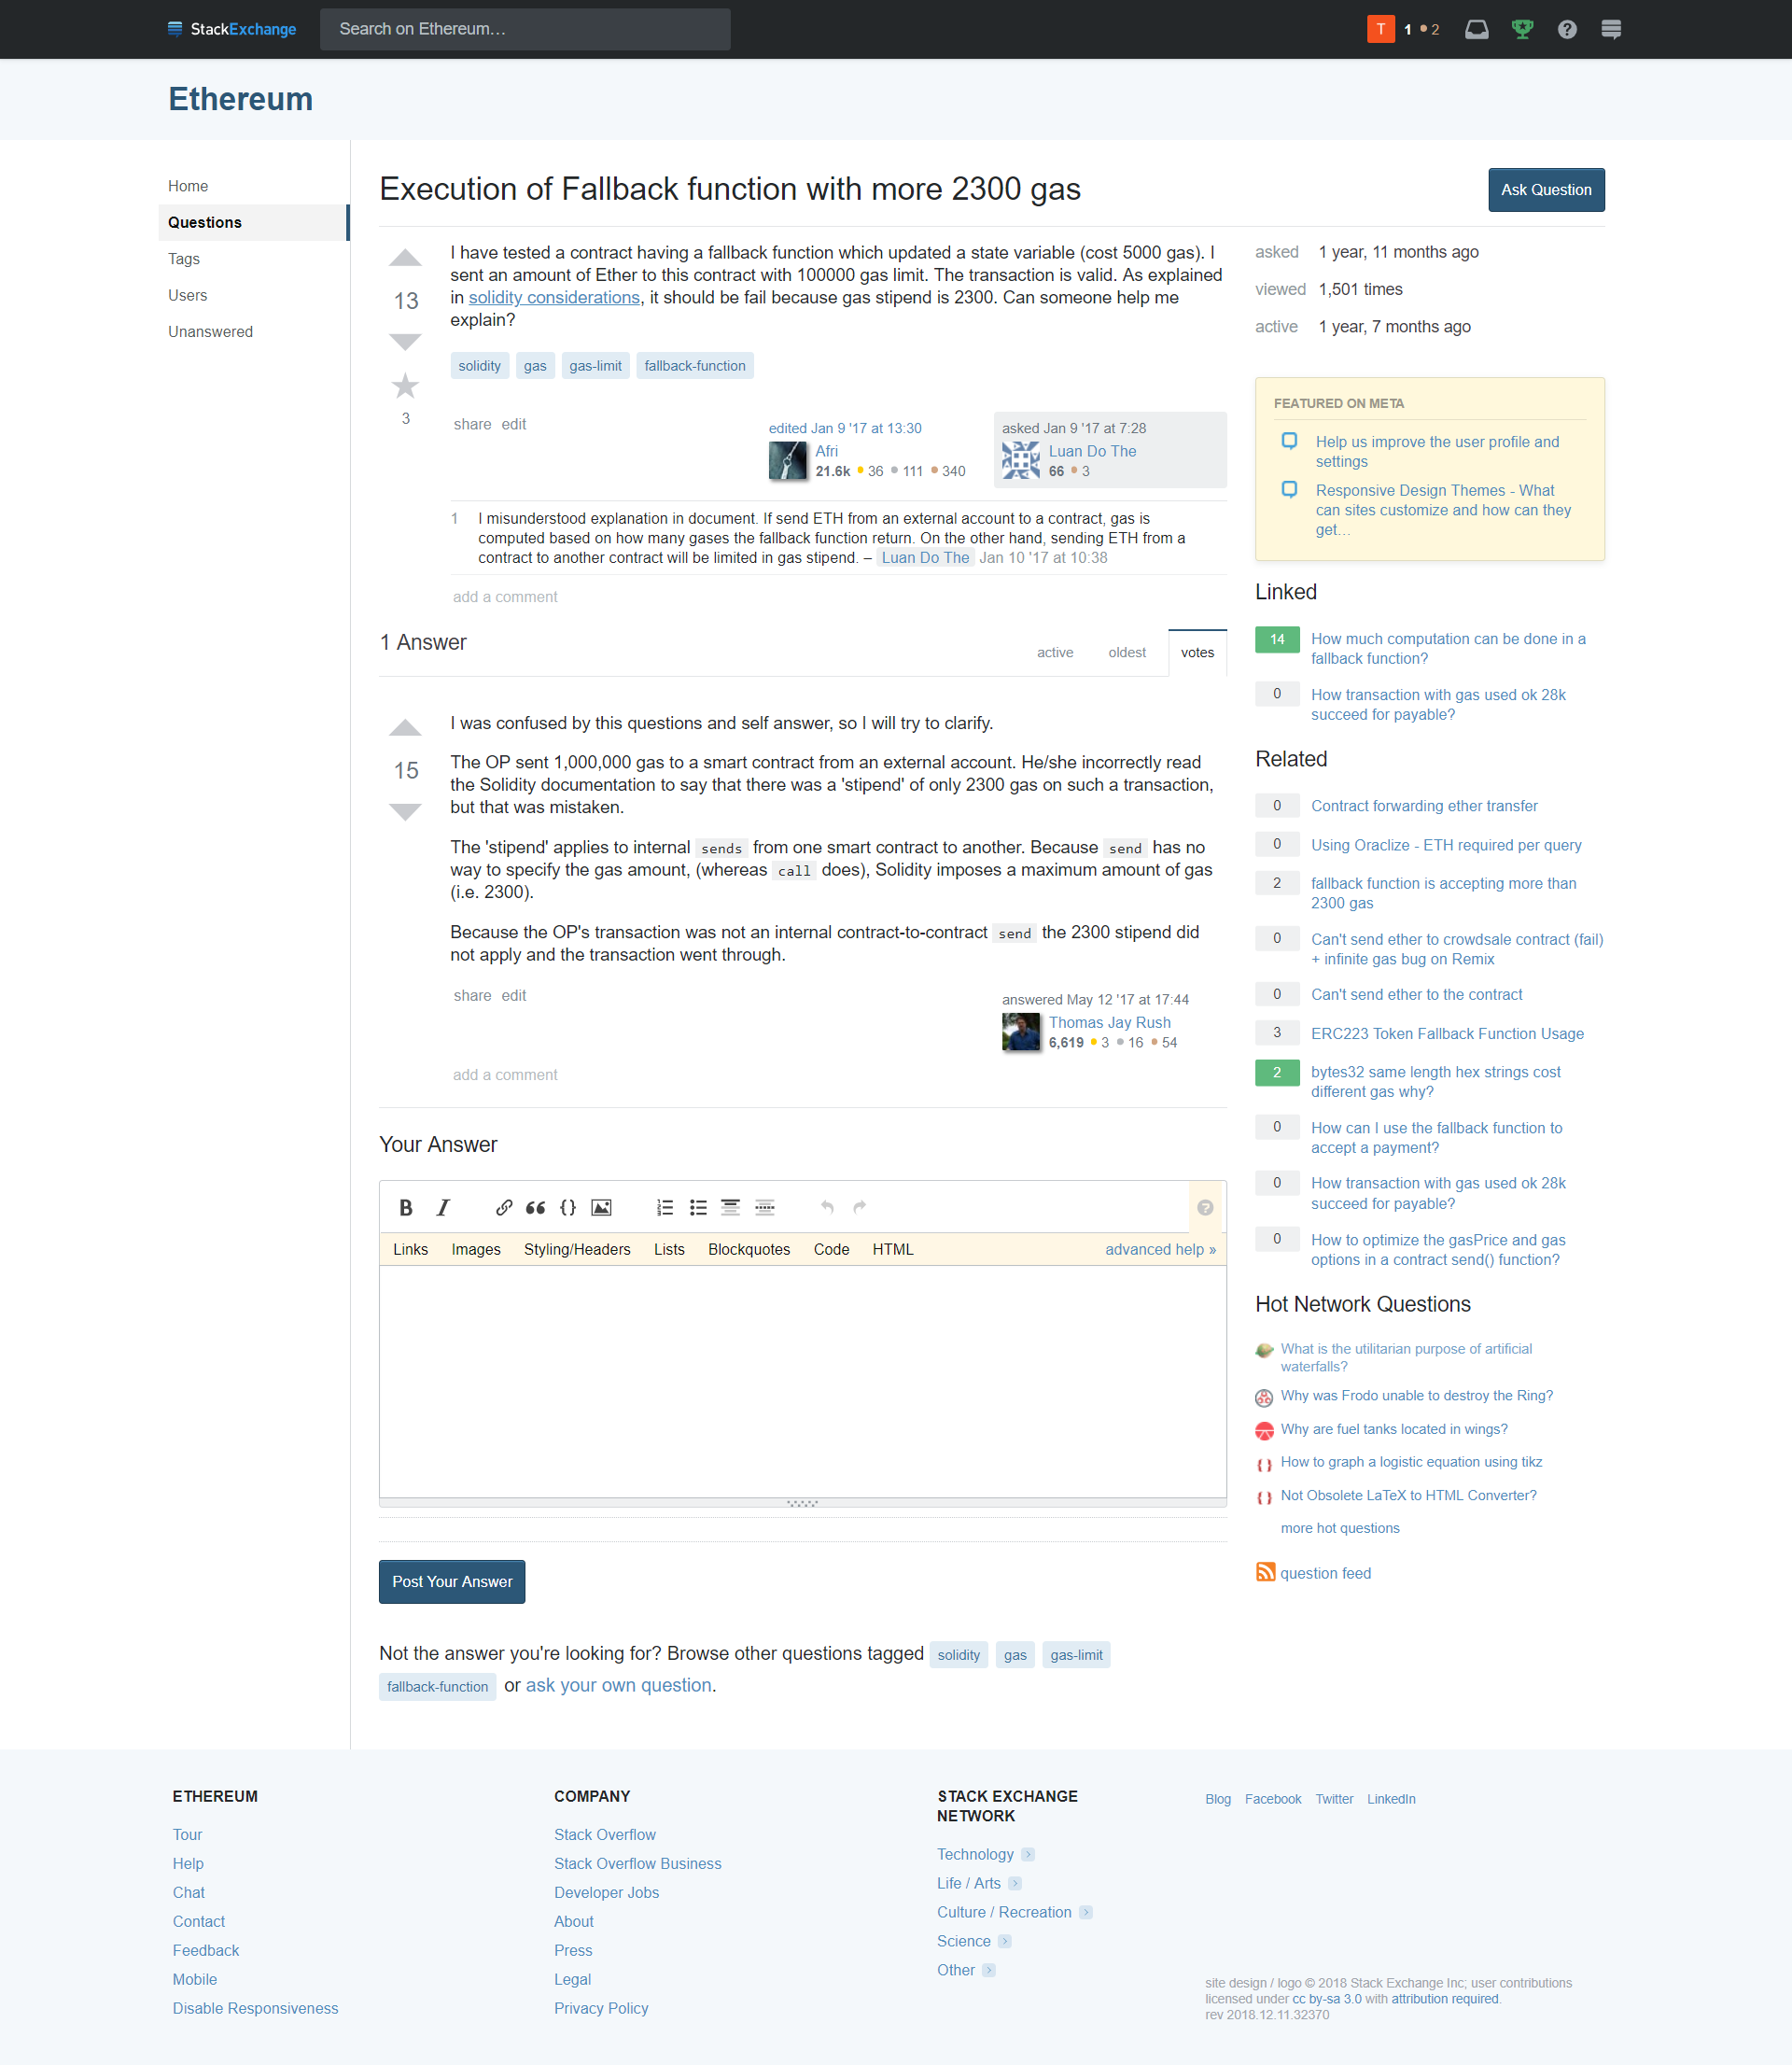 StackExchange
Search on Ethereum…
T 1 2
Ethereum
Home
Questions
Tags
Users
Unanswered
Execution of Fallback function with more 2300 gas
Ask Question
13
3
I have tested a contract having a fallback function which updated a state variable (cost 5000 gas). I
sent an amount of Ether to this contract with 100000 gas limit. The transaction is valid. As explained
in solidity considerations, it should be fail because gas stipend is 2300. Can someone help me
explain?
solidity gas gas-limit fallback-function
share edit
edited Jan 9 '17 at 13:30
Afri
21.6k 36 111 340
asked Jan 9 '17 at 7:28
Luan Do The
66 3
1 I misunderstood explanation in document. If send ETH from an external account to a contract, gas is
computed based on how many gases the fallback function return. On the other hand, sending ETH from a
contract to another contract will be limited in gas stipend. – Luan Do The Jan 10 '17 at 10:38
add a comment
1 Answer
active oldest votes
15
I was confused by this questions and self answer, so I will try to clarify.
The OP sent 1,000,000 gas to a smart contract from an external account. He/she incorrectly read
the Solidity documentation to say that there was a 'stipend' of only 2300 gas on such a transaction,
but that was mistaken.
The 'stipend' applies to internal sends from one smart contract to another. Because send has no
way to specify the gas amount, (whereas call does), Solidity imposes a maximum amount of gas
(i.e. 2300).
Because the OP's transaction was not an internal contract-to-contract send the 2300 stipend did
not apply and the transaction went through.
share edit
answered May 12 '17 at 17:44
Thomas Jay Rush
6,619 3 16 54
add a comment
Your Answer
B I
Links Images Styling/Headers Lists Blockquotes Code HTML advanced help »
Post Your Answer
Not the answer you're looking for? Browse other questions tagged solidity gas gas-limit
fallback-function or ask your own question.
asked 1 year, 11 months ago
viewed 1,501 times
active 1 year, 7 months ago
FEATURED ON META
Help us improve the user profile and
settings
Responsive Design Themes - What
can sites customize and how can they
get…
Linked
14 How much computation can be done in a
fallback function?
0 How transaction with gas used ok 28k
succeed for payable?
Related
0 Contract forwarding ether transfer
0 Using Oraclize - ETH required per query
2 fallback function is accepting more than
2300 gas
0 Can't send ether to crowdsale contract (fail)
+ infinite gas bug on Remix
0 Can't send ether to the contract
3 ERC223 Token Fallback Function Usage
2 bytes32 same length hex strings cost
different gas why?
0 How can I use the fallback function to
accept a payment?
0 How transaction with gas used ok 28k
succeed for payable?
0 How to optimize the gasPrice and gas
options in a contract send() function?
Hot Network Questions
What is the utilitarian purpose of artificial
waterfalls?
Why was Frodo unable to destroy the Ring?
Why are fuel tanks located in wings?
How to graph a logistic equation using tikz
Not Obsolete LaTeX to HTML Converter?
more hot questions
question feed
ETHEREUM
Tour
Help
Chat
Contact
Feedback
Mobile
Disable Responsiveness
COMPANY
Stack Overflow
Stack Overflow Business
Developer Jobs
About
Press
Legal
Privacy Policy
STACK EXCHANGE
NETWORK
Technology
Life / Arts
Culture / Recreation
Science
Other
Blog Facebook Twitter LinkedIn
site design / logo © 2018 Stack Exchange Inc; user contributions
licensed under cc by-sa 3.0 with attribution required.
rev 2018.12.11.32370